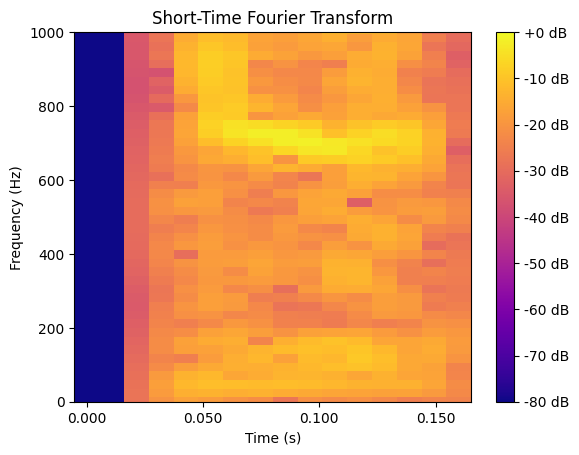 Short-Time Fourier Transform
1000
800
600
400
200
0
Frequency (Hz)
0.000
0.050
0.100
0.150
Time (s)
+0 dB
-10 dB
-20 dB
-30 dB
-40 dB
-50 dB
-60 dB
-70 dB
-80 dB